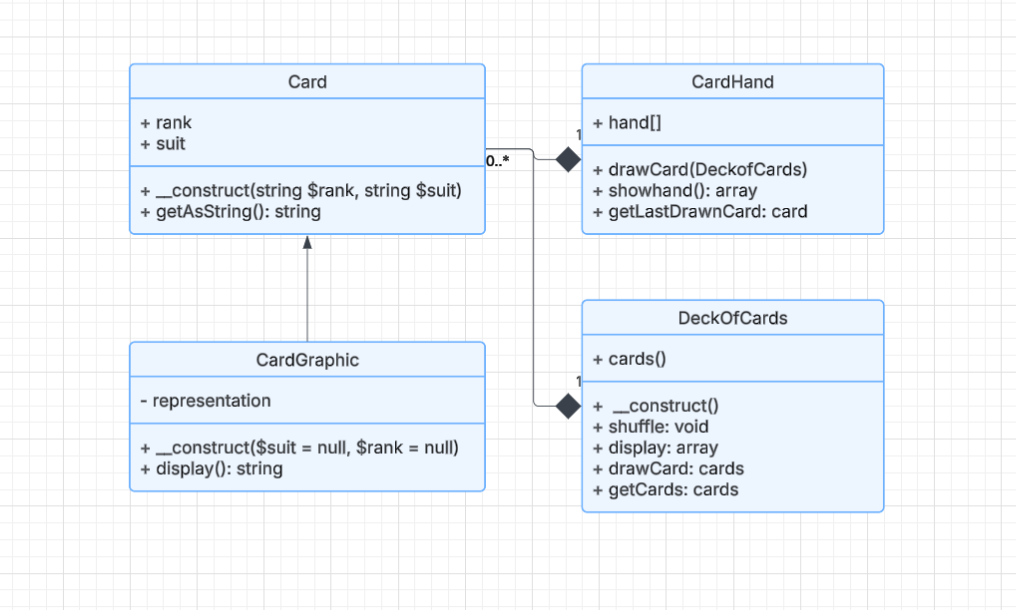 Card
+ rank
+ suit
+ __construct(string $rank, string $suit)
+ getAsString(): string
0..*
1
CardHand
+ hand[]
+ drawCard(DeckofCards)
+ showhand(): array
+ getLastDrawnCard: card
CardGraphic
- representation
+ __construct($suit = null, $rank = null)
+ display(): string
1
DeckOfCards
+ cards()
+ __construct()
+ shuffle: void
+ display: array
+ drawCard: cards
+ getCards: cards